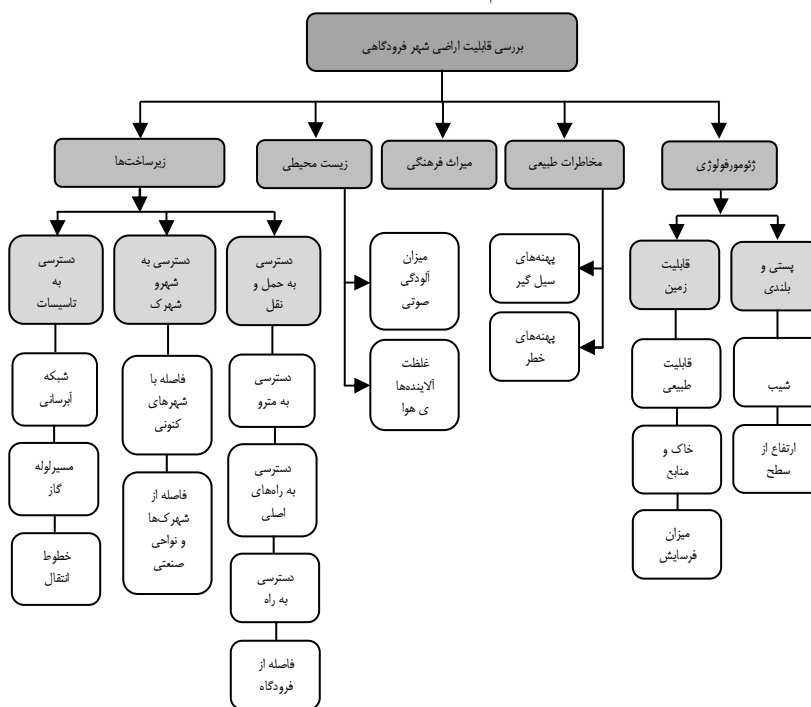 بررسی قابلیت اراضی شهر فرودگاهی
ژئومورفولوژی
مخاطرات طبیعی
میراث فرهنگی
زیست محیطی
زیرساخت‌ها
پستی و
بلندی
قابلیت
زمین
شیب
ارتفاع از
سطح
قابلیت
طبیعی
خاک و
منابع
میزان
فرسایش
پهنه‌های
سیل گیر
پهنه‌های
خطر
میزان
آلودگی
صوتی
غلظت
آلاینده‌ها
ی هوا
دسترسی
به حمل و
نقل
دسترسی به
شهرو
شهرک
دسترسی
به
تاسیسات
دسترسی
به مترو
دسترسی
به راه‌های
اصلی
دسترسی
به راه
فاصله از
فرودگاه
فاصله با
شهرهای
کنونی
فاصله از
شهرک‌ها
و نواحی
صنعتی
شبکه
آبرسانی
مسیرلوله
گاز
خطوط
انتقال